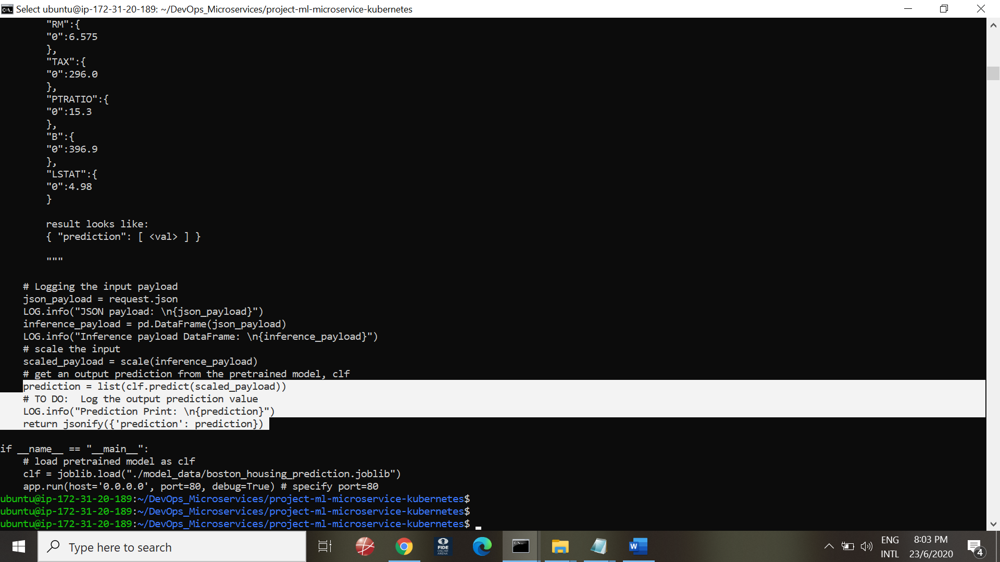 Select ubuntu@ip-172-31-20-189: ~/DevOps_Microservices/project-ml-microservice-kubernetes
"RM":{
"0":6.575
},
"TAX":{
"0":296.0
},
"PTRATIO":{
"0":15.3
},
"B":{
"0":396.9
},
"LSTAT":{
"0":4.98
}
result looks like:
{ "prediction": [ <val> ] }
"""
# Logging the input payload
json_payload = request.json
LOG.info("JSON payload: \n{json_payload}")
inference_payload = pd.DataFrame(json_payload)
LOG.info("Inference payload DataFrame: \n{inference_payload}")
# scale the input
scaled_payload = scale(inference_payload)
# get an output prediction from the pretrained model, clf
prediction = list(clf.predict(scaled_payload))
# TO DO:  Log the output prediction value
LOG.info("Prediction Print: \n{prediction}")
return jsonify({'prediction': prediction})
if __name__ == "__main__":
# load pretrained model as clf
clf = joblib.load("./model_data/boston_housing_prediction.joblib")
app.run(host='0.0.0.0', port=80, debug=True) # specify port=80
ubuntu@ip-172-31-20-189:~/DevOps_Microservices/project-ml-microservice-kubernetes$
ubuntu@ip-172-31-20-189:~/DevOps_Microservices/project-ml-microservice-kubernetes$
ubuntu@ip-172-31-20-189:~/DevOps_Microservices/project-ml-microservice-kubernetes$
Type here to search
FIDE
ONLINE
ARENA
W
ENG
INTL
8:03 PM
23/6/2020
4